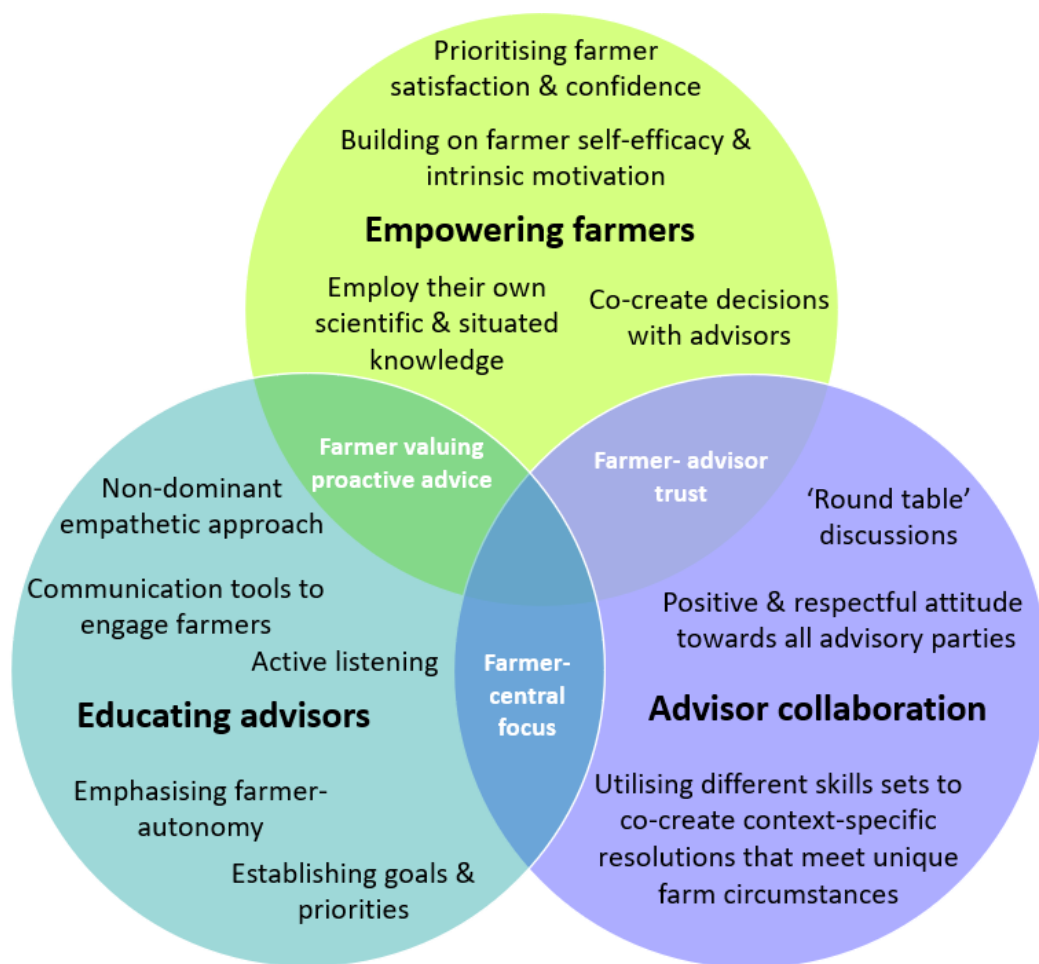 Prioritising farmer
satisfaction & confidence
Building on farmer self-efficacy &
intrinsic motivation
Empowering farmers
Employ their own
scientific & situated
knowledge
Co-create decisions
with advisors
Farmer valuing
proactive advice
Farmer- advisor
trust
Non-dominant
empathetic approach
Communication tools to
engage farmers
Active listening
Educating advisors
Emphasising farmer-
autonomy
Establishing goals &
priorities
Farmer-
central
focus
‘Round table’
discussions
Positive & respectful attitude
towards all advisory parties
Advisor collaboration
Utilising different skills sets to
co-create context-specific
resolutions that meet unique
farm circumstances